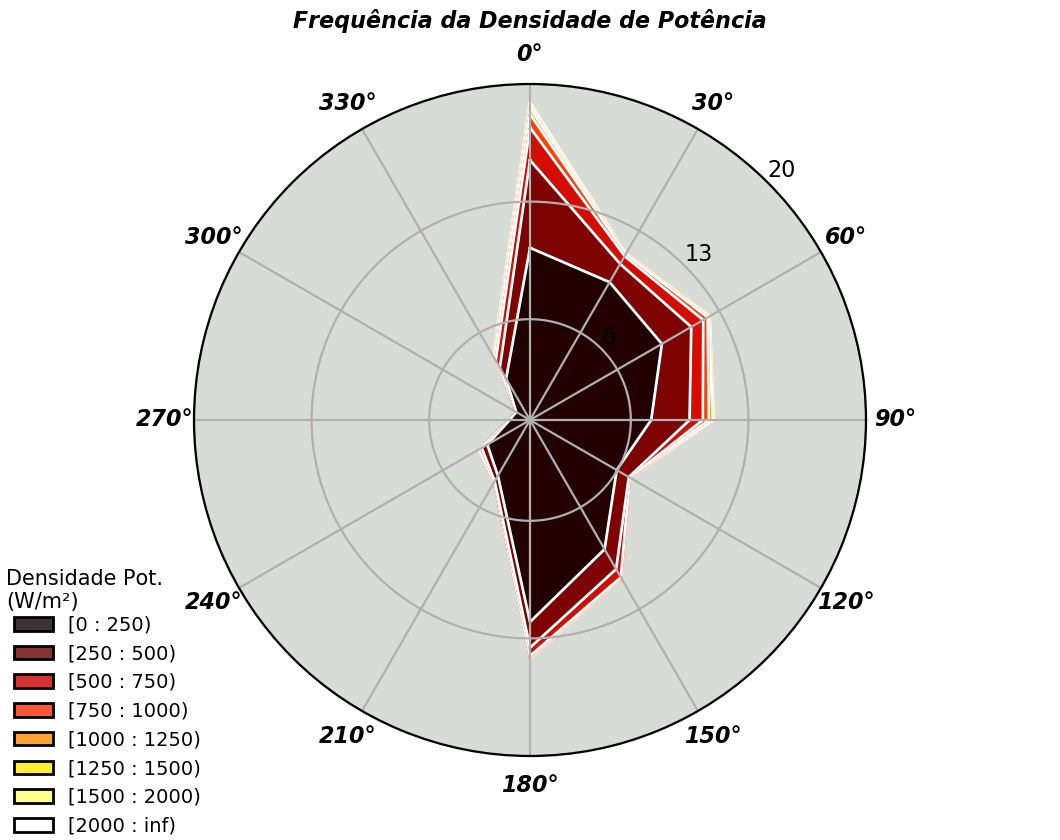 Frequência da Densidade de Potência
0°
330°
30°
20
300°
60°
13
6
270°
90°
Densidade Pot.
(W/m²)
240°
120°
[0 : 250)
[250 : 500)
[500 : 750)
[750 : 1000)
210°
150°
[1000 : 1250)
[1250 : 1500)
180°
[1500 : 2000)
[2000 : inf)